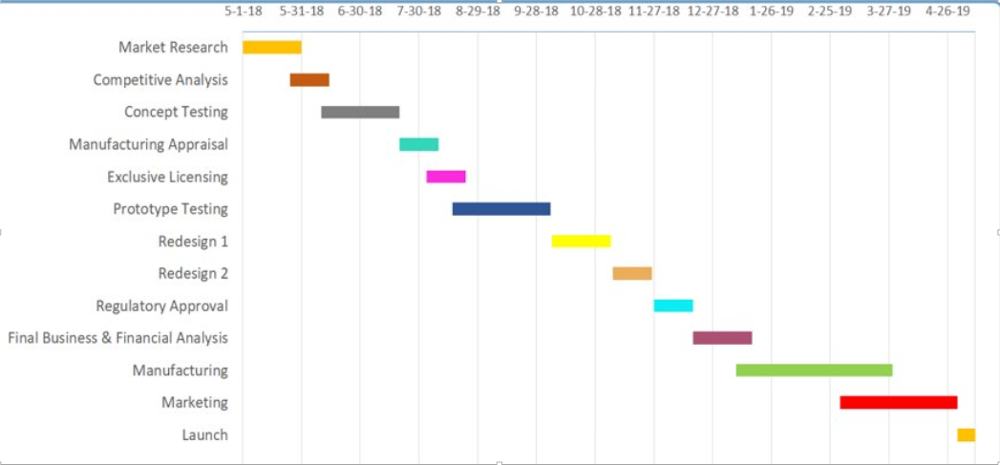 5-1-18 5-31-18 6-30-18 7-30-18 8-29-18 9-28-18 10-28-18 11-27-18 12-27-18 1-26-19 2-25-19 3-27-19 4-26-19
Market Research
Competitive Analysis
Concept Testing
Manufacturing Appraisal
Exclusive Licensing
Prototype Testing
Redesign 1
Redesign 2
Regulatory Approval
Final Business & Financial Analysis
Manufacturing
Marketing
Launch